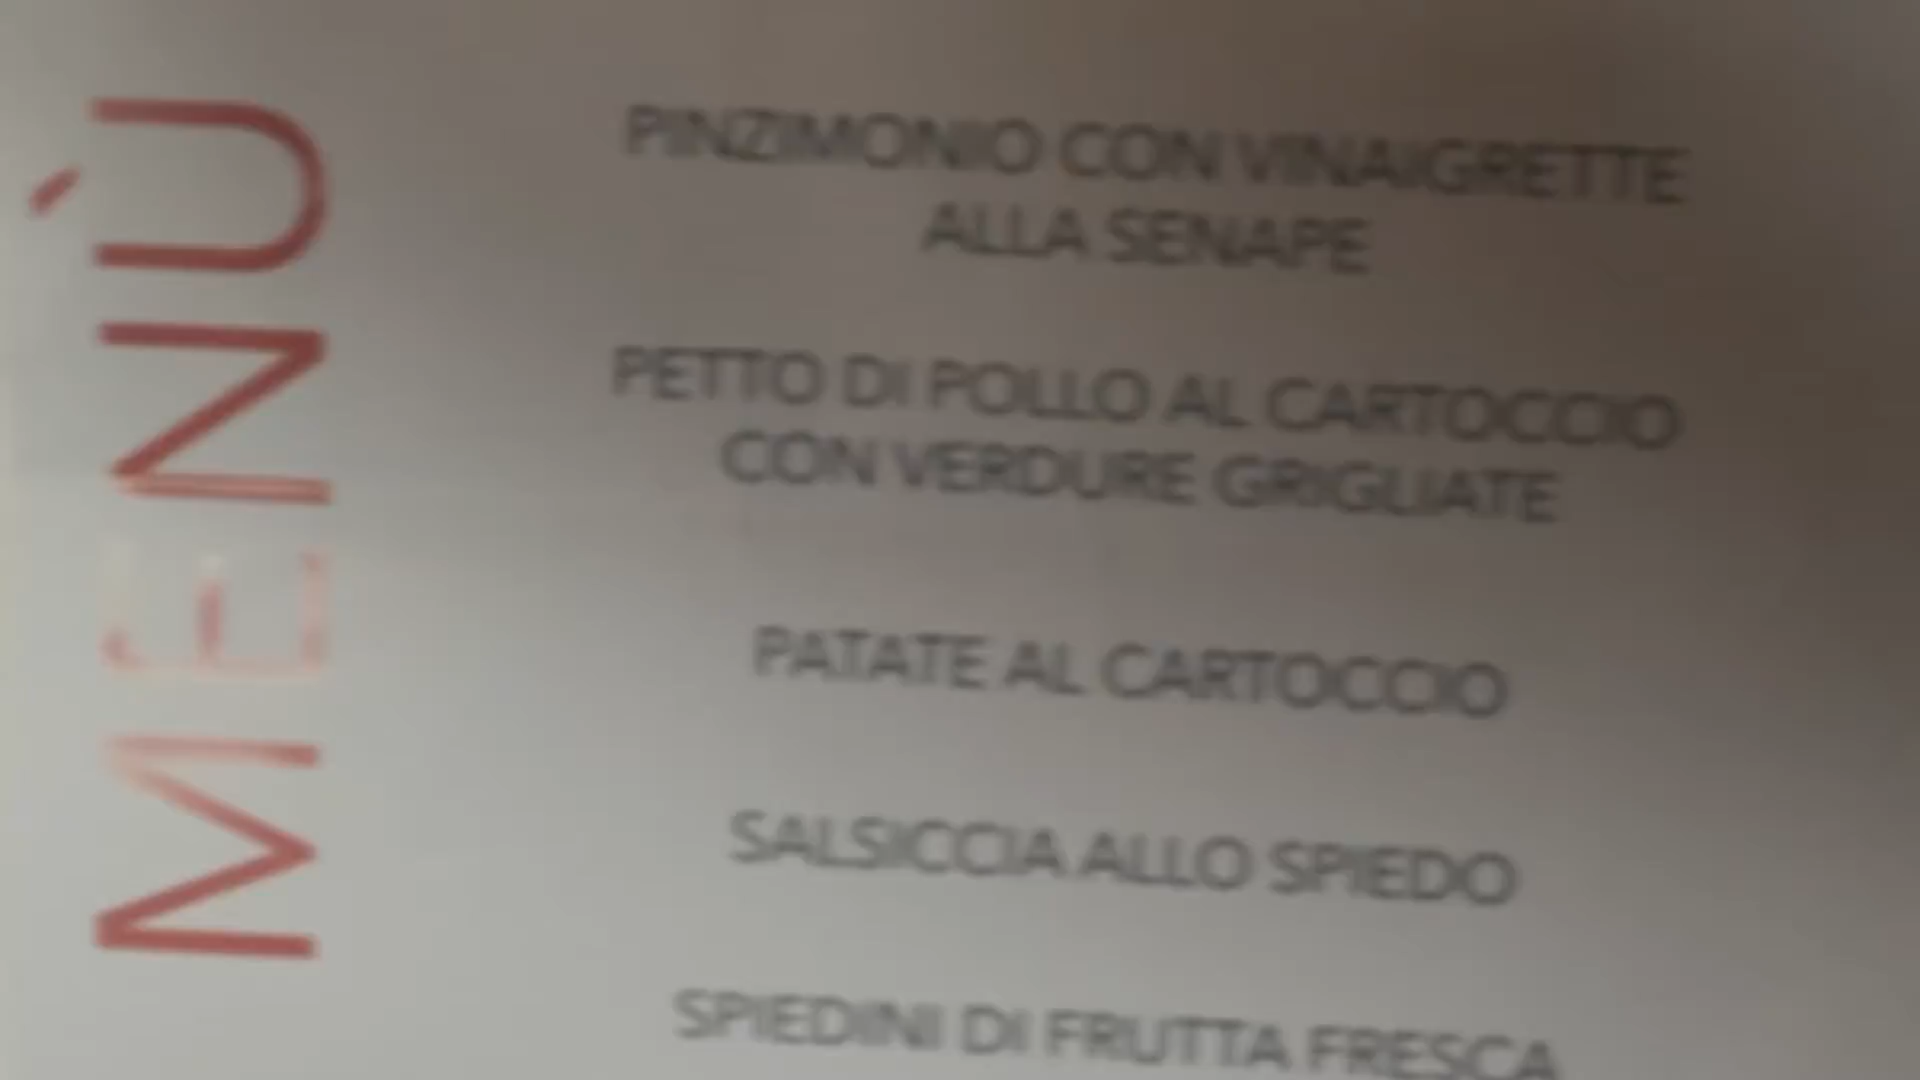 MENÙ
PINZIMONIO CON VINAIGRETTE
ALLA SENAPE
PETTO DI POLLO AL CARTOCCIO
CON VERDURE GRIGLIATE
PATATE AL CARTOCCIO
SALSICCIA ALLO SPIEDO
SPIEDINI DI FRUTTA FRESCA